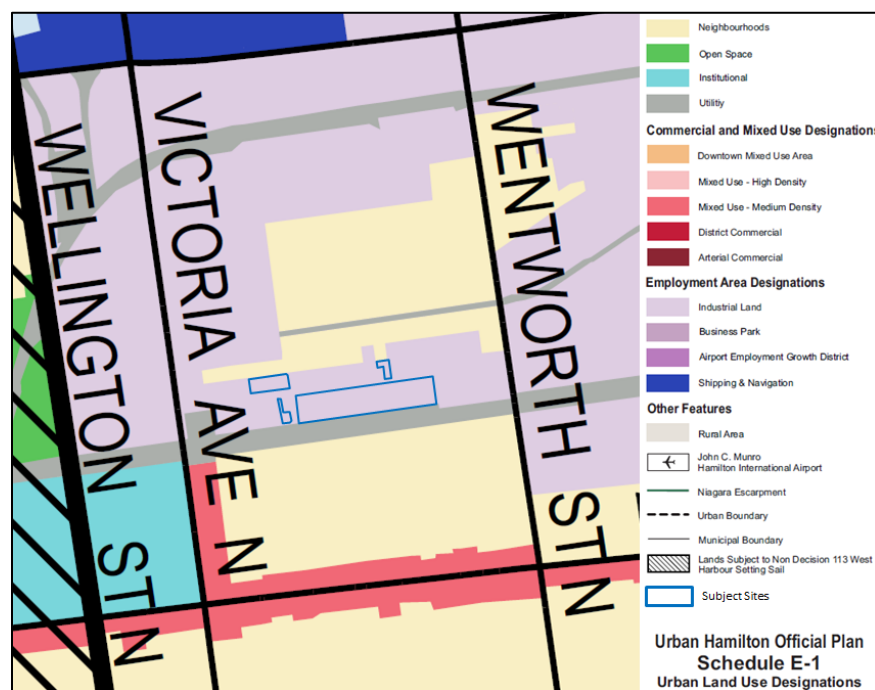 WELLINGTON ST N
VICTORIA AVE N
WENTWORTH ST N
Neighbourhoods
Open Space
Institutional
Utilitiy
Commercial and Mixed Use Designations
Downtown Mixed Use Area
Mixed Use - High Density
Mixed Use - Medium Density
District Commercial
Arterial Commercial
Employment Area Designations
Industrial Land
Business Park
Airport Employment Growth District
Shipping & Navigation
Other Features
Rural Area
John C. Munro
Hamilton International Airport
Niagara Escarpment
Urban Boundary
Municipal Boundary
Lands Subject to Non Decision 113 West
Harbour Setting Sail
Subject Sites
Urban Hamilton Official Plan
Schedule E-1
Urban Land Use Designations